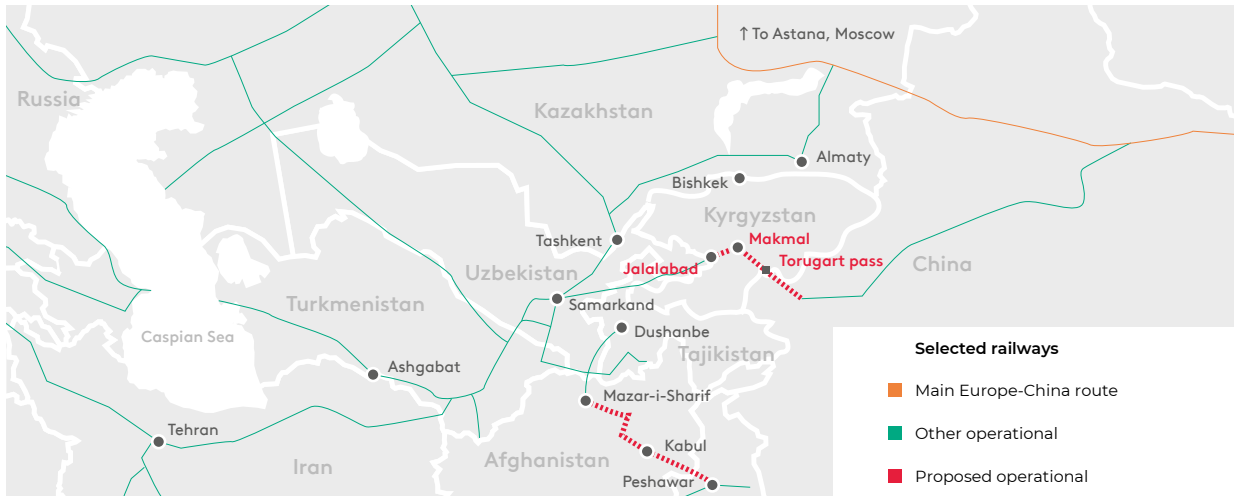 ↑ To Astana, Moscow
Russia
Kazakhstan
Almaty
Bishkek
Kyrgyzstan
Tashkent
Makmal
Jalalabad
Torugart pass
Uzbekistan
China
Samarkand
Turkmenistan
Dushanbe
Caspian Sea
Tajikistan
Ashgabat
Mazar-i-Sharif
Tehran
Kabul
Afghanistan
Iran
Peshawar
Selected railways
Main Europe-China route
Other operational
Proposed operational